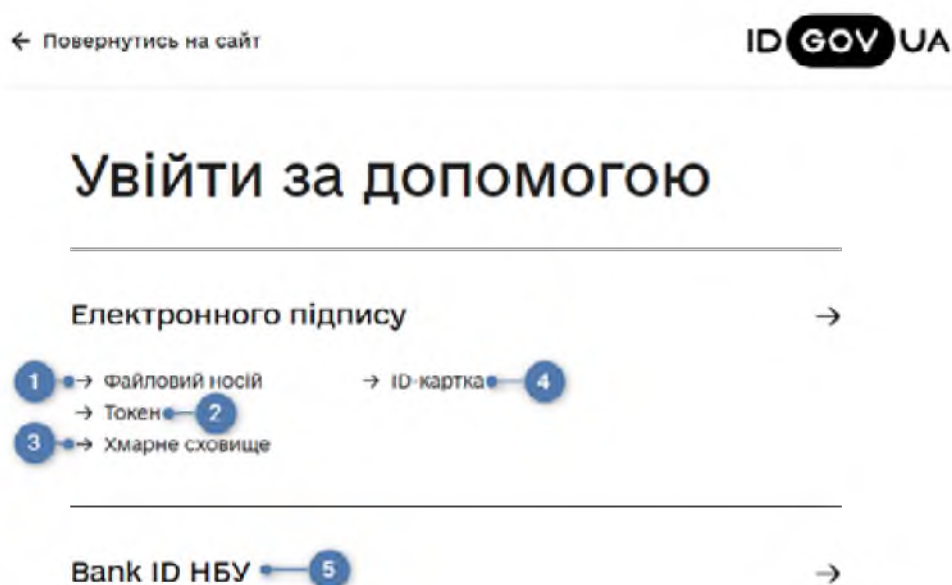 ← Повернутись на сайт
ID GOV UA
Увійти за допомогою
Електронного підпису →
1 → Файловий носій → ID-картка 4
→ Токен 2
3 → Хмарне сховище
Bank ID НБУ 5 →